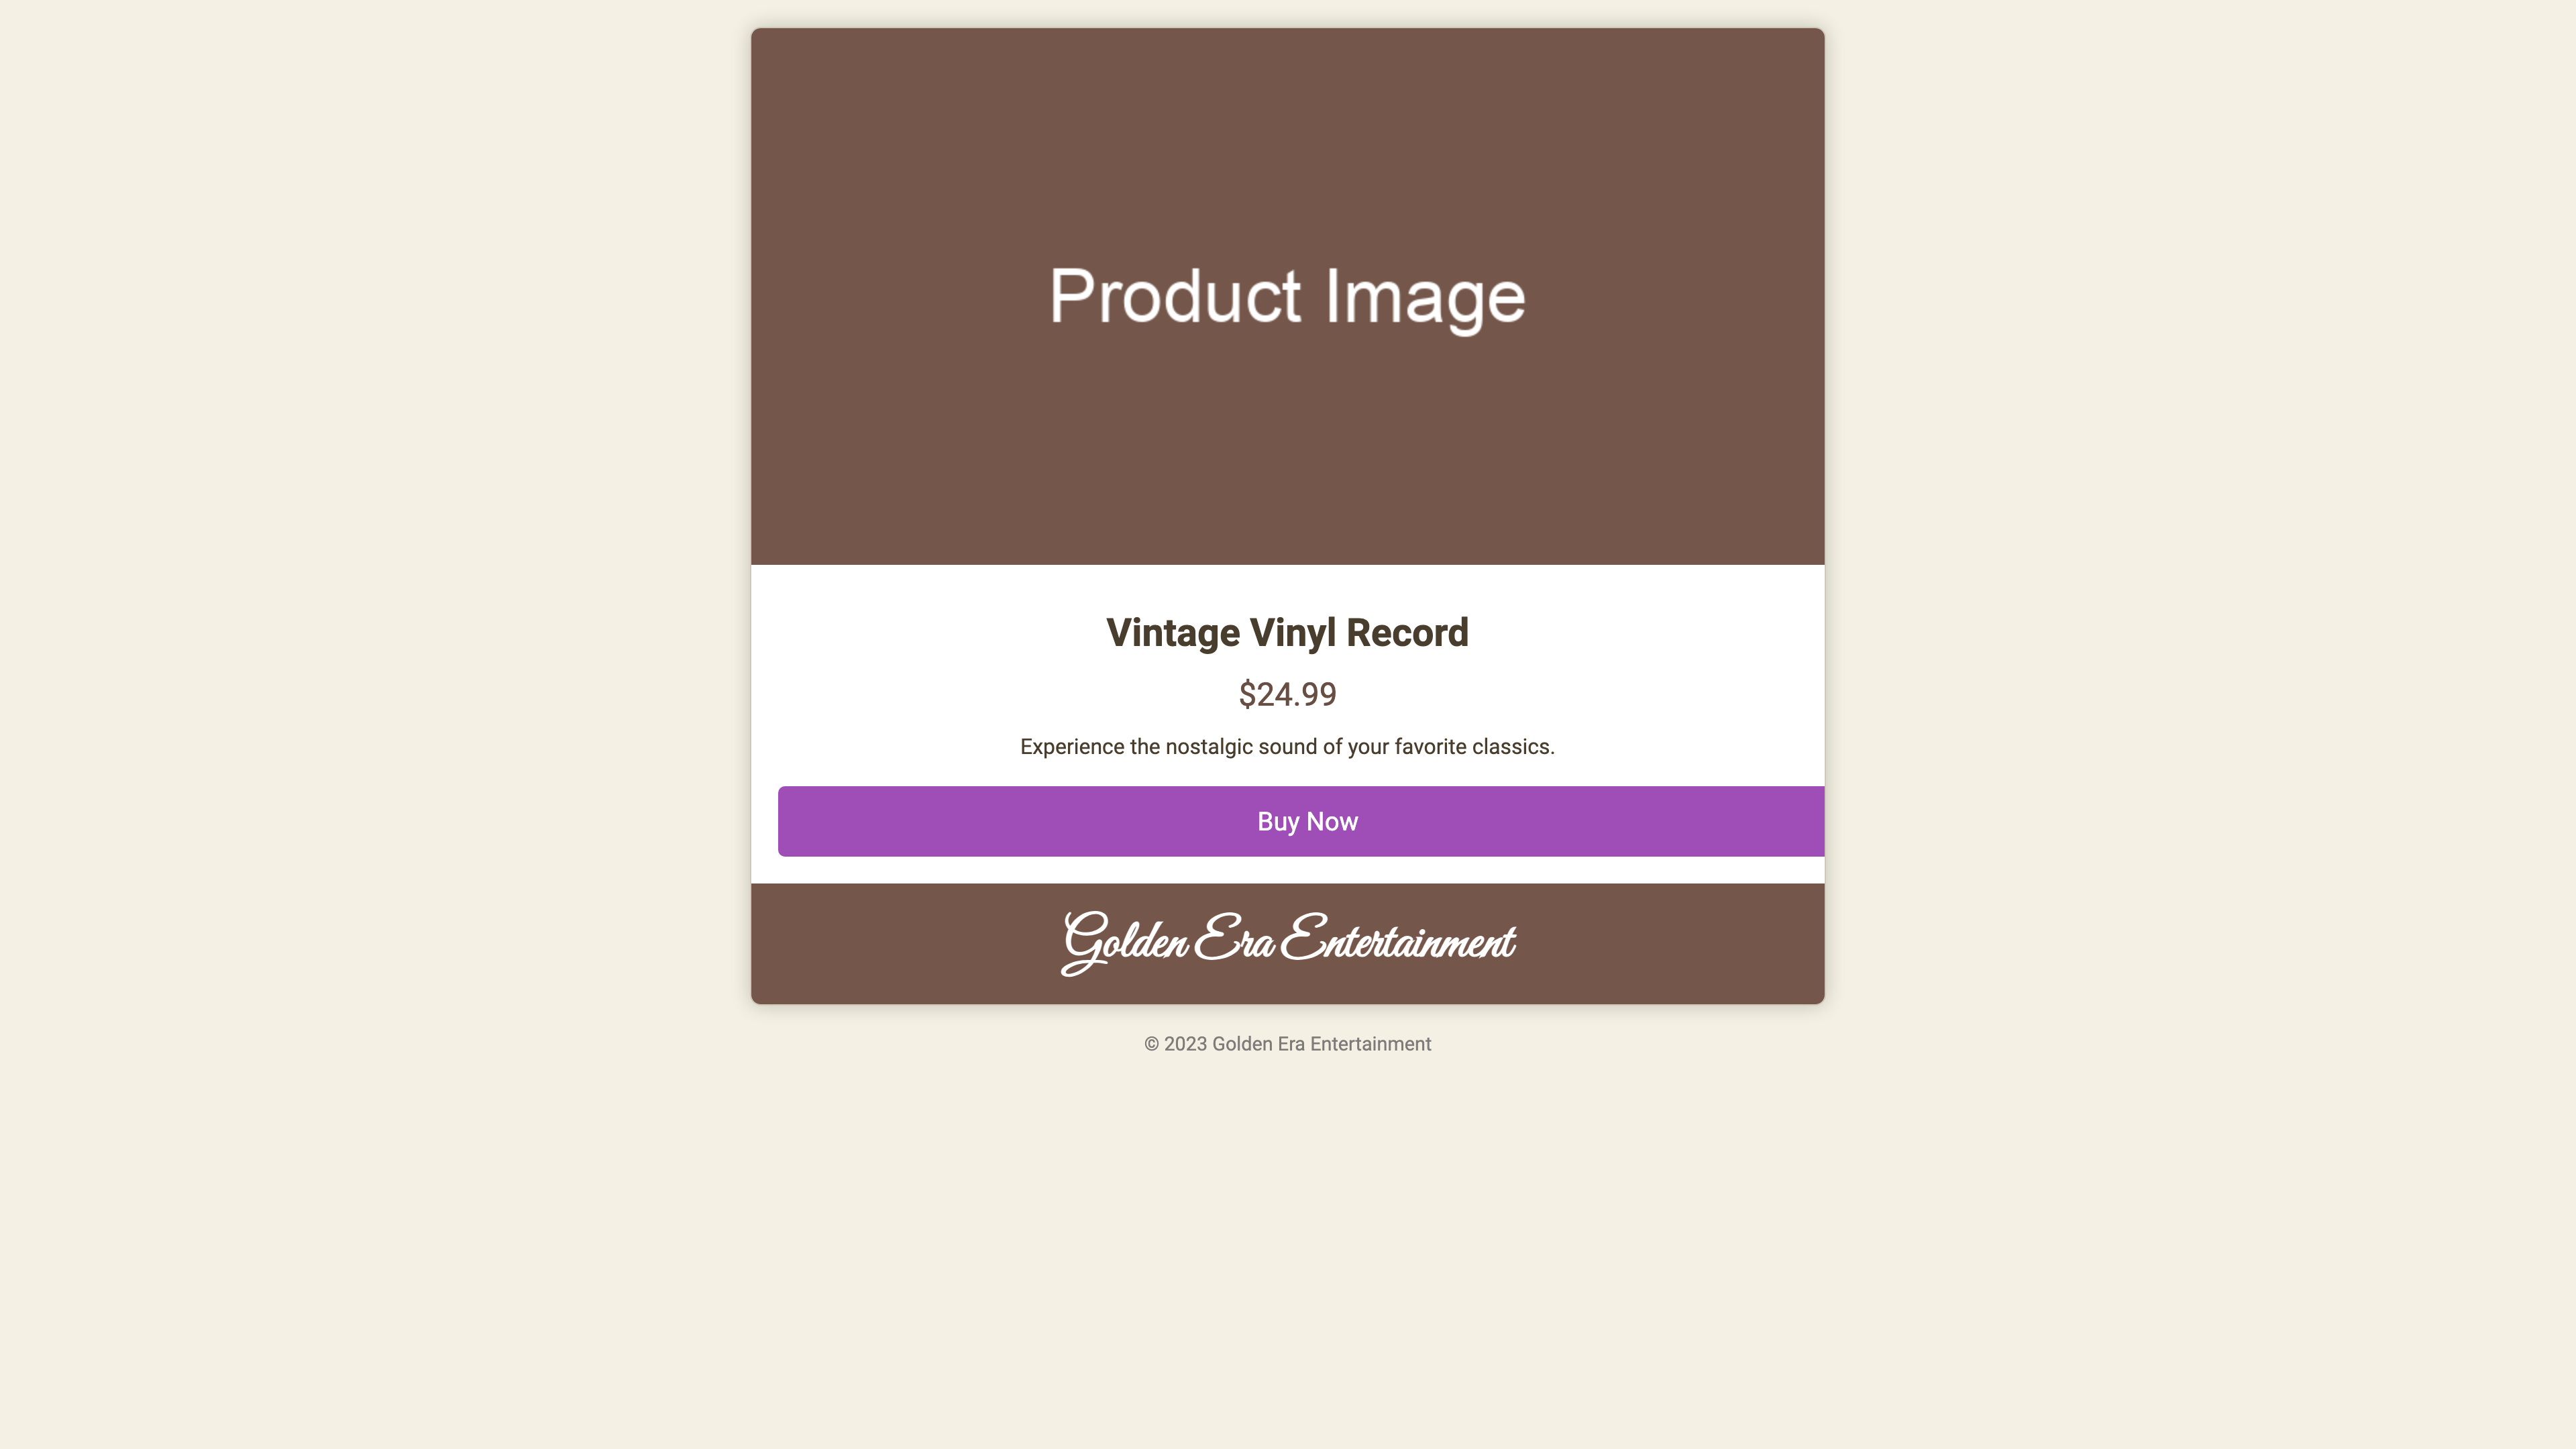 Product Image
Vintage Vinyl Record
$24.99
Experience the nostalgic sound of your favorite classics.
Buy Now
Golden Era Entertainment
© 2023 Golden Era Entertainment